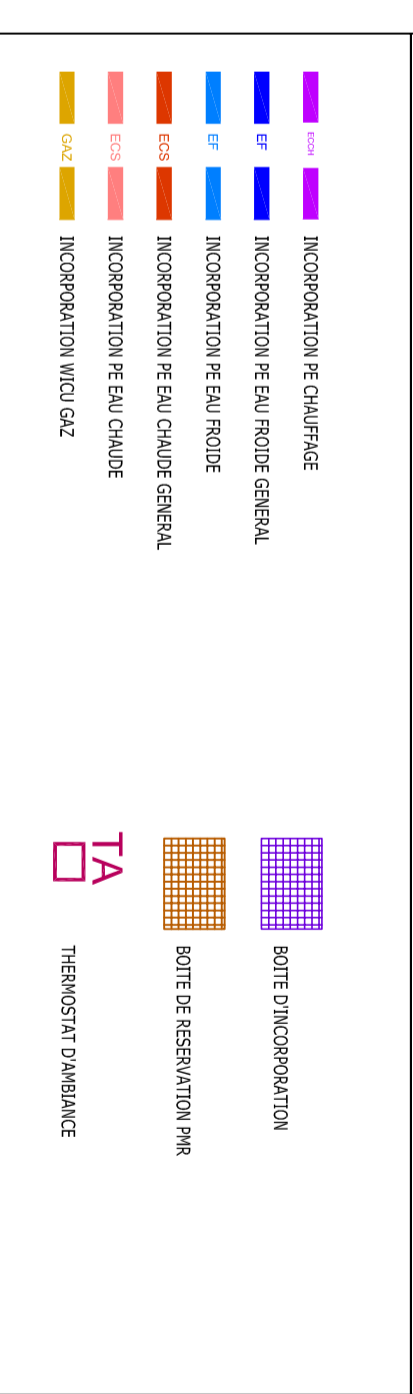 ECCH INCORPORATION PE CHAUFFAGE
EF INCORPORATION PE EAU FROIDE GENERAL
EF INCORPORATION PE EAU FROIDE
ECS INCORPORATION PE EAU CHAUDE GENERAL
ECS INCORPORATION PE EAU CHAUDE
GAZ INCORPORATION WICU GAZ
BOITE D'INCORPORATION
BOITE DE RESERVATION PMR
TA
THERMOSTAT D'AMBIANCE